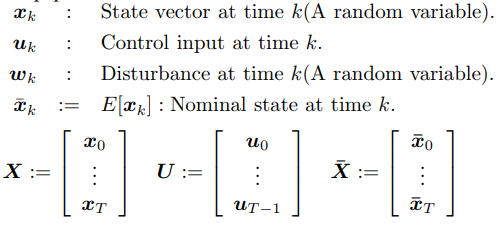 x_k : State vector at time k(A random variable).
u_k : Control input at time k.
w_k : Disturbance at time k(A random variable).
x̄_k := E[x_k] : Nominal state at time k.
X := [ x_0 ⋮ x_T ] U := [ u_0 ⋮ u_{T−1} ] X̄ := [ x̄_0 ⋮ x̄_T ]